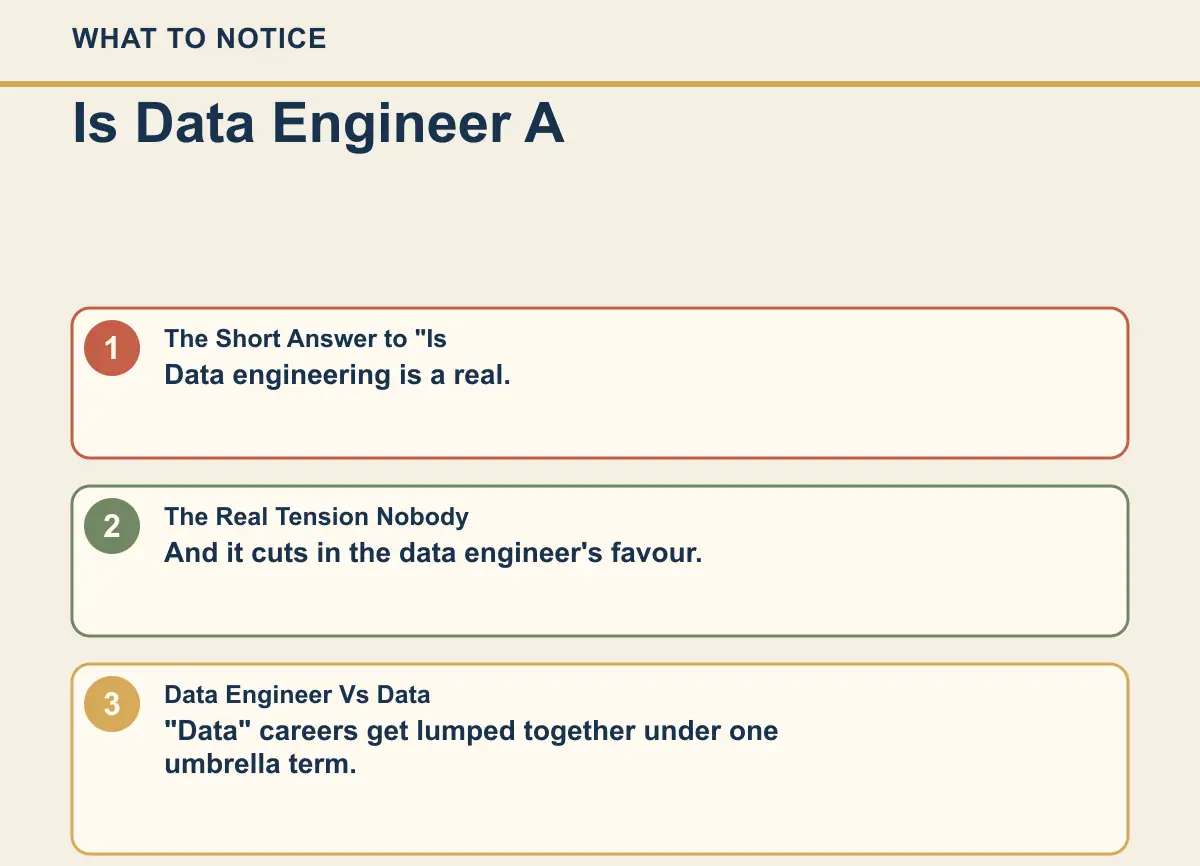 WHAT TO NOTICE
Is Data Engineer A
1
The Short Answer to "Is
Data engineering is a real.
2
The Real Tension Nobody
And it cuts in the data engineer's favour.
3
Data Engineer Vs Data
"Data" careers get lumped together under one
umbrella term.